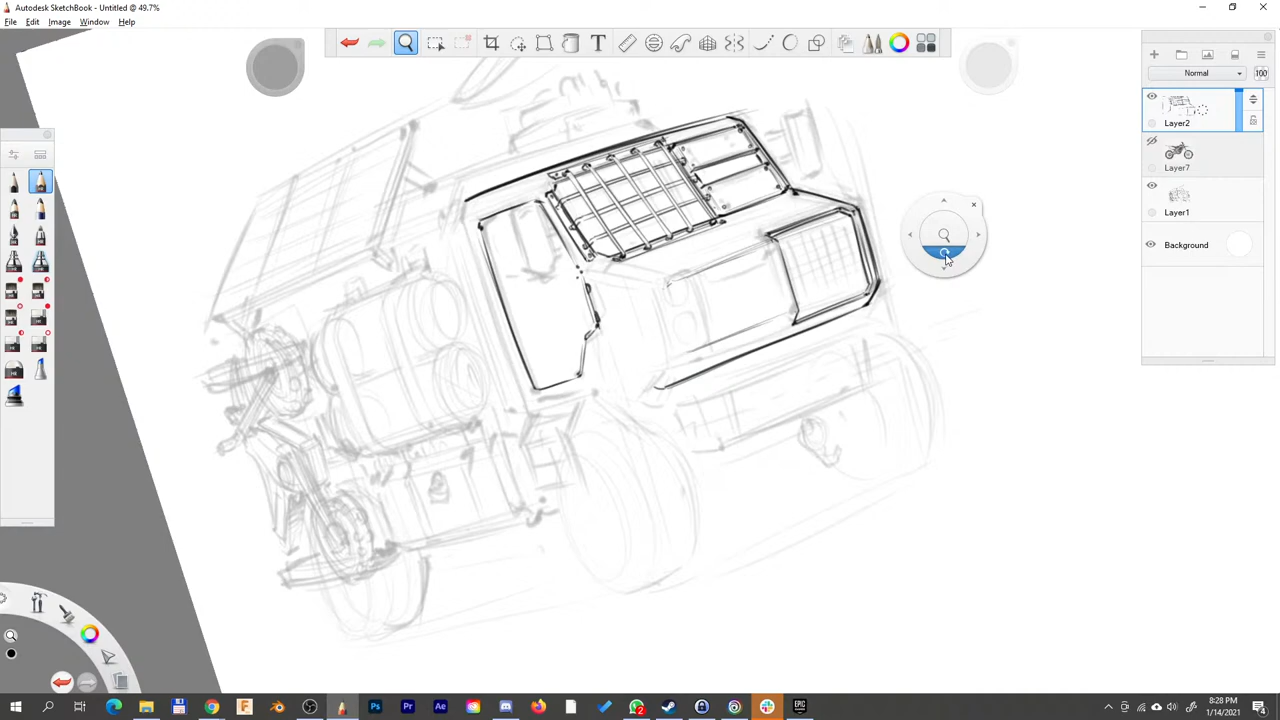 Autodesk SketchBook - Untitled @ 49.7%
File Edit Image Window Help
Normal
100
Layer2
Layer7
Layer1
Background
8:28 PM
1/14/2021